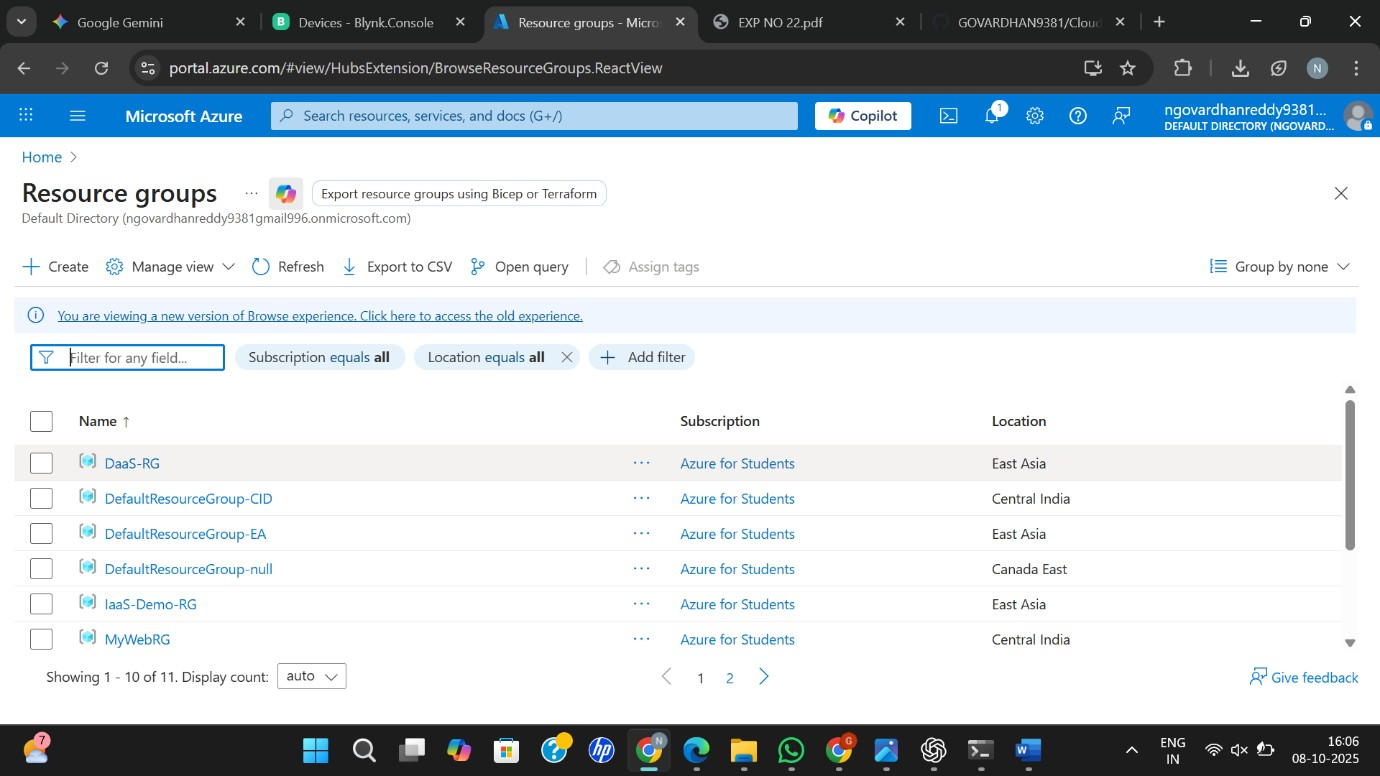 Google Gemini
Devices - Blynk.Console
Resource groups - Micro
EXP NO 22.pdf
GOVARDHAN9381/Cloud
portal.azure.com/#view/HubsExtension/BrowseResourceGroups.ReactView
N
Microsoft Azure
Search resources, services, and docs (G+/)
Copilot
1
ngovardhanreddy9381...
DEFAULT DIRECTORY (NGOVARD...
Home
Resource groups
...
Export resource groups using Bicep or Terraform
Default Directory (ngovardhanreddy9381gmail996.onmicrosoft.com)
Create
Manage view
Refresh
Export to CSV
Open query
Assign tags
Group by none
You are viewing a new version of Browse experience. Click here to access the old experience.
Filter for any field...
Subscription equals all
Location equals all
Add filter
Name ↑ Subscription Location
DaaS-RG ... Azure for Students East Asia
DefaultResourceGroup-CID ... Azure for Students Central India
DefaultResourceGroup-EA ... Azure for Students East Asia
DefaultResourceGroup-null ... Azure for Students Canada East
IaaS-Demo-RG ... Azure for Students East Asia
MyWebRG ... Azure for Students Central India
Showing 1 - 10 of 11. Display count: auto
1 2
Give feedback
7
hp
N
G
W
ENG
IN
16:06
08-10-2025